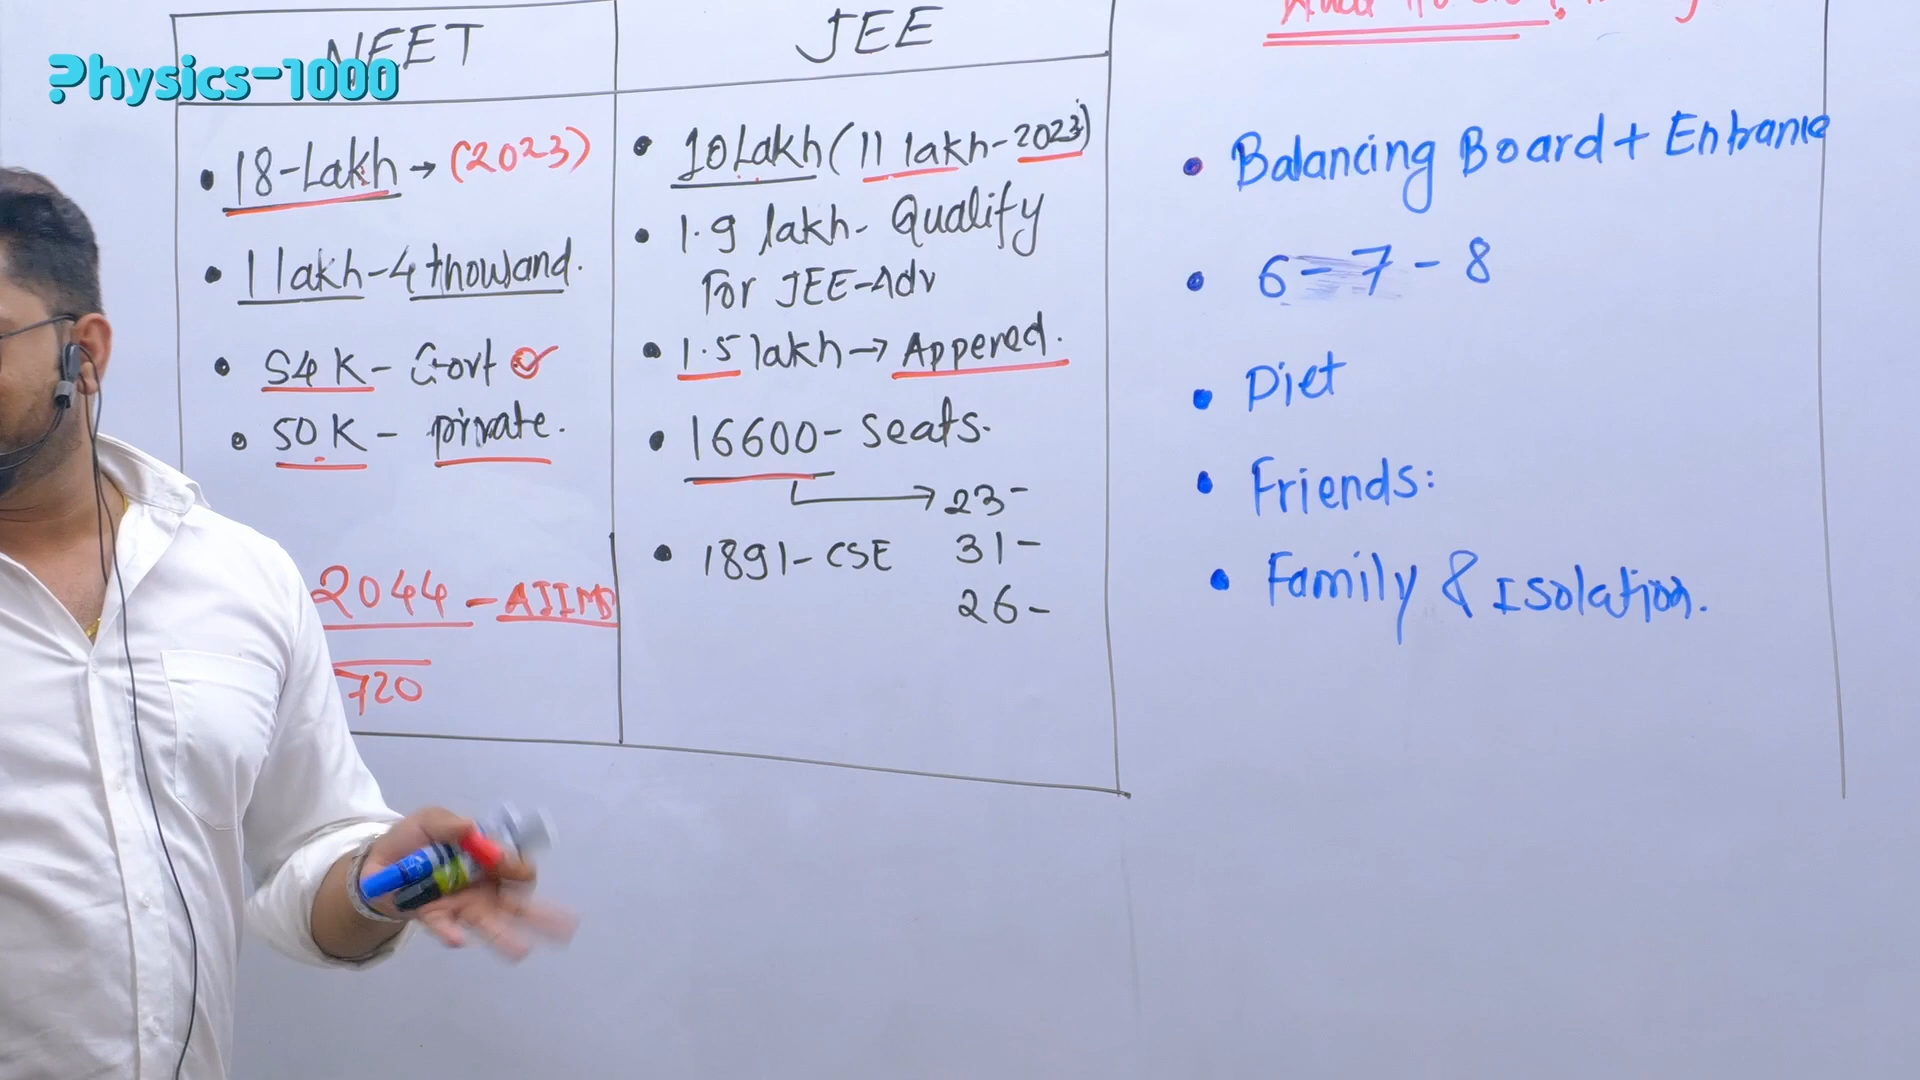 Physics-1000
NEET
18-Lakh → (2023)
1 lakh-4 thousand.
54 K- Govt
50 K- private.
2044 - AIIMS
720
JEE
10 Lakh (11 lakh-2023)
1.9 lakh- Qualify
For JEE-Adv
1.5 lakh → Appered.
16600- seats.
23-
1891- CSE 31-
26-
Balancing Board + Entrance
6 - 7 - 8
Diet
Friends:
Family & Isolation.